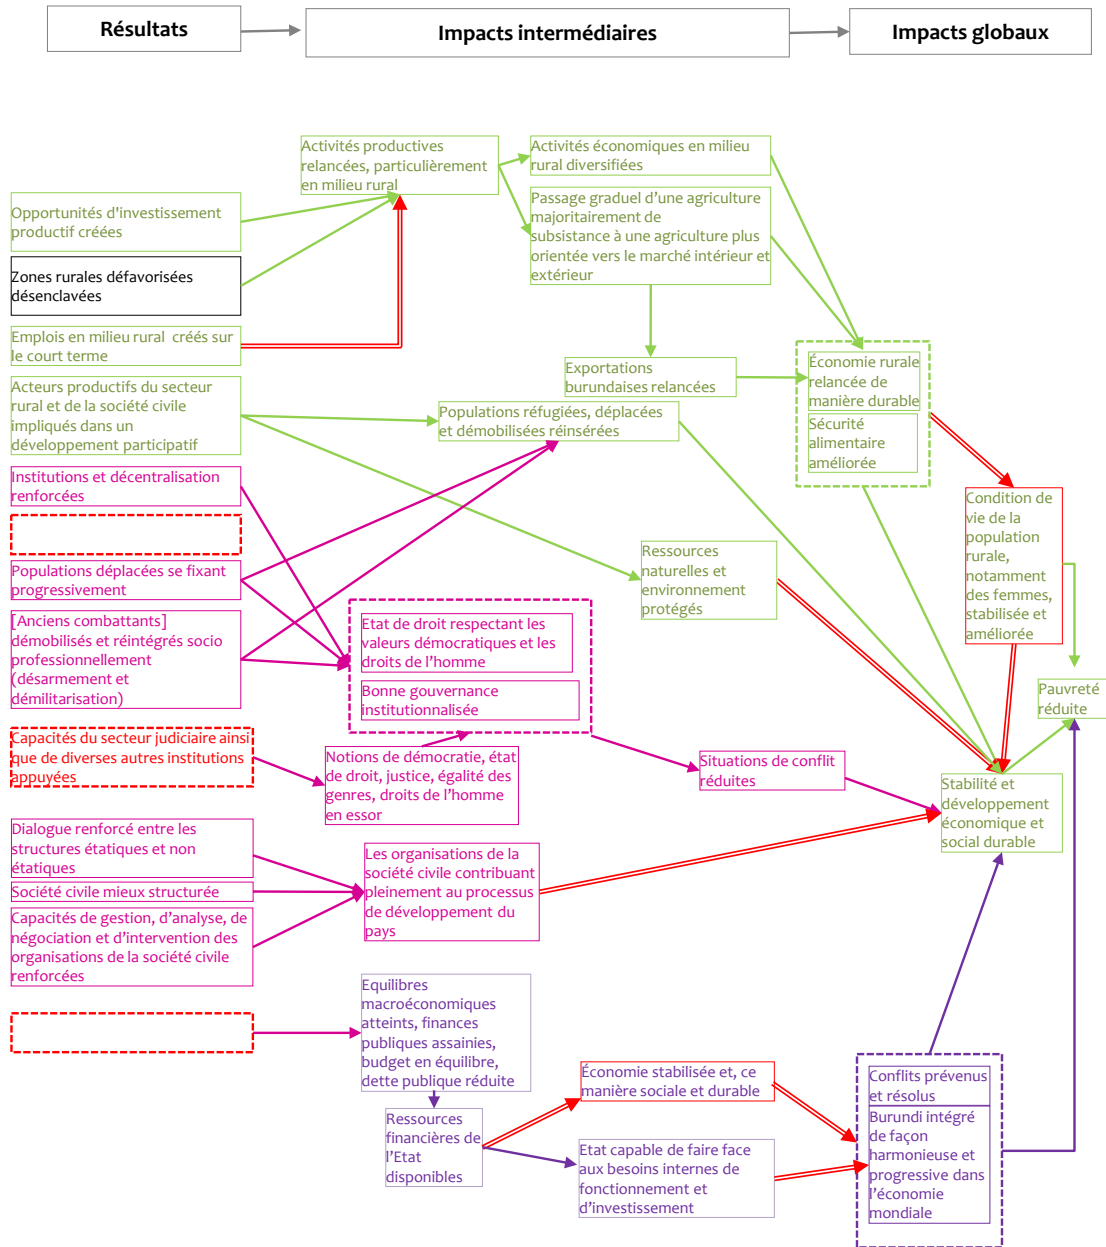 Résultats
Impacts intermédiaires
Impacts globaux
Activités productives
relancées, particulièrement
en milieu rural
Activités économiques en milieu
rural diversifiées
Passage graduel d'une agriculture
majoritairement de
subsistance à une agriculture plus
orientée vers le marché intérieur et
extérieur
Opportunités d'investissement
productif créées
Zones rurales défavorisées
désenclavées
Emplois en milieu rural  créés sur
le court terme
Exportations
burundaises relancées
Économie rurale
relancée de
manière durable
Sécurité
alimentaire
améliorée
Acteurs productifs du secteur
rural et de la société civile
impliqués dans un
développement participatif
Populations réfugiées, déplacées
et démobilisées réinsérées
Institutions et décentralisation
renforcées
Condition de
vie de la
population
rurale,
notamment
des femmes,
stabilisée et
améliorée
Ressources
naturelles et
environnement
protégés
Populations déplacées se fixant
progressivement
[Anciens combattants]
démobilisés et réintégrés socio
professionnellement
(désarmement et
démilitarisation)
Etat de droit respectant les
valeurs démocratiques et les
droits de l'homme
Bonne gouvernance
institutionnalisée
Pauvreté
réduite
Capacités du secteur judiciaire ainsi
que de diverses autres institutions
appuyées
Notions de démocratie, état
de droit, justice, égalité des
genres, droits de l'homme
en essor
Situations de conflit
réduites
Stabilité et
développement
économique et
social durable
Dialogue renforcé entre les
structures étatiques et non
étatiques
Société civile mieux structurée
Capacités de gestion, d'analyse, de
négociation et d'intervention des
organisations de la société civile
renforcées
Les organisations de la
société civile contribuant
pleinement au processus
de développement du
pays
Equilibres
macroéconomiques
atteints, finances
publiques assainies,
budget en équilibre,
dette publique réduite
Économie stabilisée et, ce
manière sociale et durable
Conflits prévenus
et résolus
Burundi intégré
de façon
harmonieuse et
progressive dans
l'économie
mondiale
Ressources
financières de
l'Etat
disponibles
Etat capable de faire face
aux besoins internes de
fonctionnement et
d'investissement